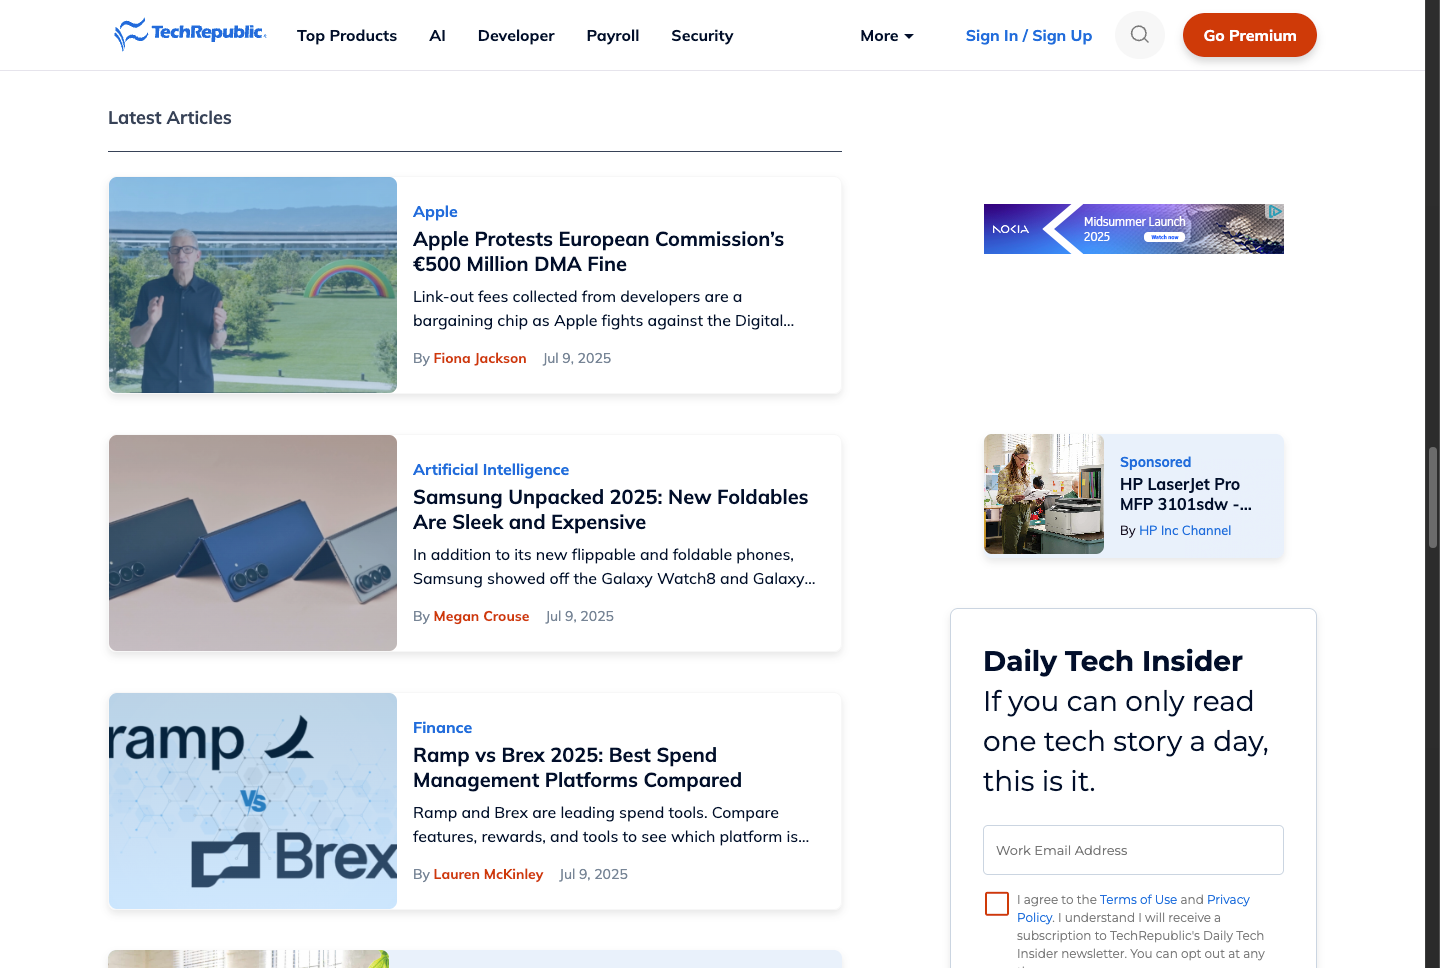 TechRepublic.
Top Products
AI
Developer
Payroll
Security
More
Sign In / Sign Up
Go Premium
Latest Articles
Apple
Apple Protests European Commission’s
€500 Million DMA Fine
Link-out fees collected from developers are a
bargaining chip as Apple fights against the Digital...
By Fiona Jackson Jul 9, 2025
Artificial Intelligence
Samsung Unpacked 2025: New Foldables
Are Sleek and Expensive
In addition to its new flippable and foldable phones,
Samsung showed off the Galaxy Watch8 and Galaxy...
By Megan Crouse Jul 9, 2025
ramp
VS
Brex
Finance
Ramp vs Brex 2025: Best Spend
Management Platforms Compared
Ramp and Brex are leading spend tools. Compare
features, rewards, and tools to see which platform is...
By Lauren McKinley Jul 9, 2025
NOKIA
Midsummer Launch
2025
Watch now
Sponsored
HP LaserJet Pro
MFP 3101sdw -...
By HP Inc Channel
Daily Tech Insider
If you can only read
one tech story a day,
this is it.
Work Email Address
I agree to the Terms of Use and Privacy
Policy. I understand I will receive a
subscription to TechRepublic's Daily Tech
Insider newsletter. You can opt out at any